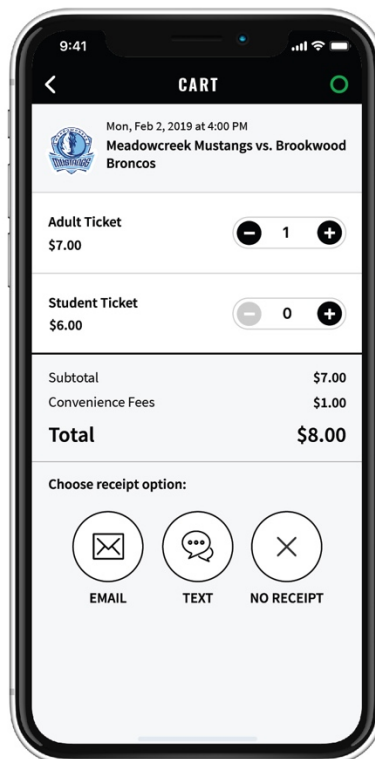 9:41
CART
Mon, Feb 2, 2019 at 4:00 PM
Meadowcreek Mustangs vs. Brookwood
Broncos
MUSTANGS
Adult Ticket
$7.00
1
Student Ticket
$6.00
0
Subtotal $7.00
Convenience Fees $1.00
Total $8.00
Choose receipt option:
EMAIL TEXT NO RECEIPT